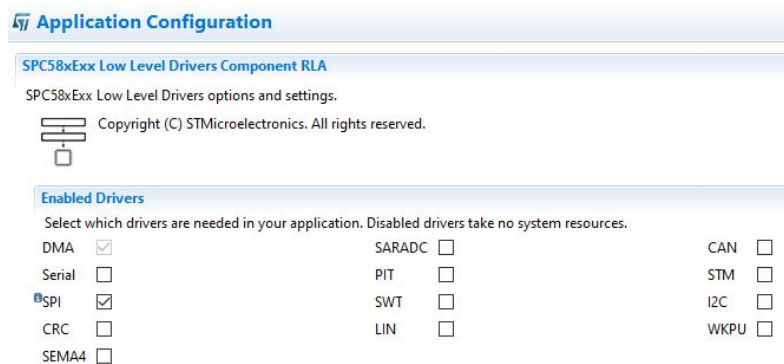 Application Configuration
SPC58xExx Low Level Drivers Component RLA
SPC58xExx Low Level Drivers options and settings.
Copyright (C) STMicroelectronics. All rights reserved.
Enabled Drivers
Select which drivers are needed in your application. Disabled drivers take no system resources.
DMA SARADC CAN
Serial PIT STM
SPI SWT I2C
CRC LIN WKPU
SEMA4